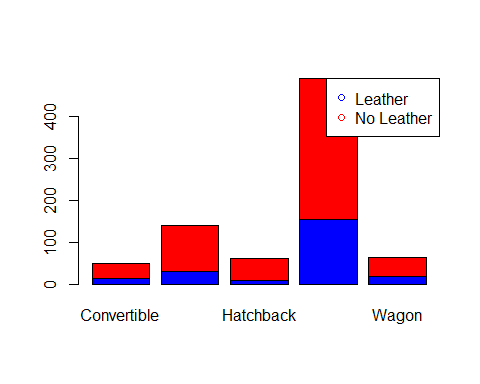 Leather
No Leather
400
300
200
100
0
Convertible
Hatchback
Wagon